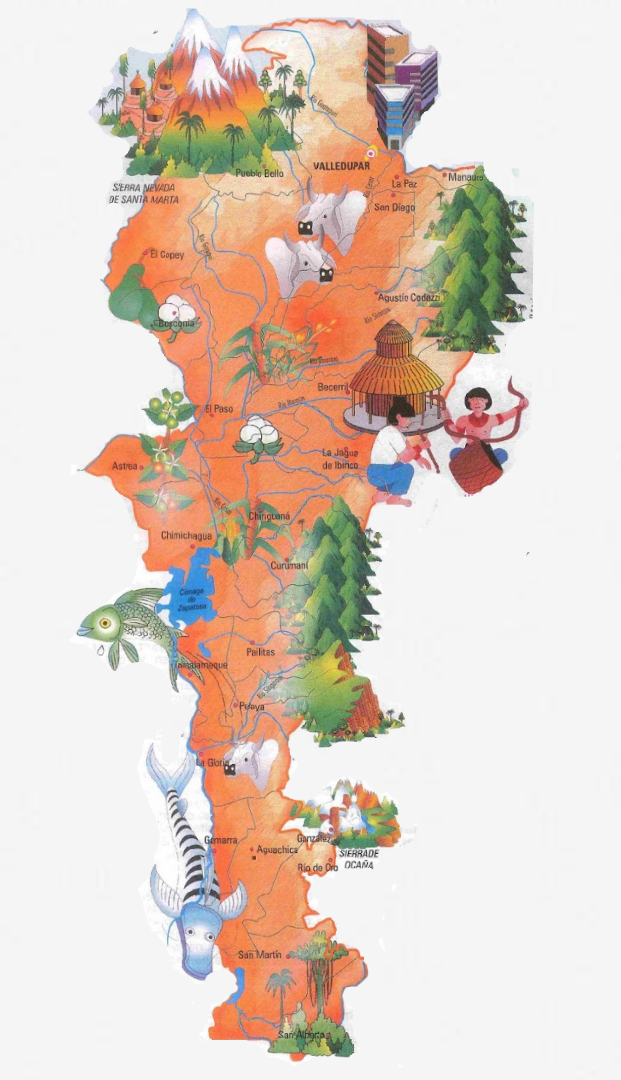 VALLEDUPAR
Manaure
La Paz
Pueblo Bello
SIERRA NEVADA
DE SANTA MARTA
San Diego
El Copey
Agustín Codazzi
Bosconia
Becerril
El Paso
La Jagua
de Ibirico
Astrea
Chiriguaná
Chimichagua
Curumaní
Cienaga
de
Zapatosa
Pailitas
Tamalameque
Pelaya
La Gloria
Gamarra
González
Aguachica
SIERRA DE
OCAÑA
Río de Oro
San Martín
San Alberto